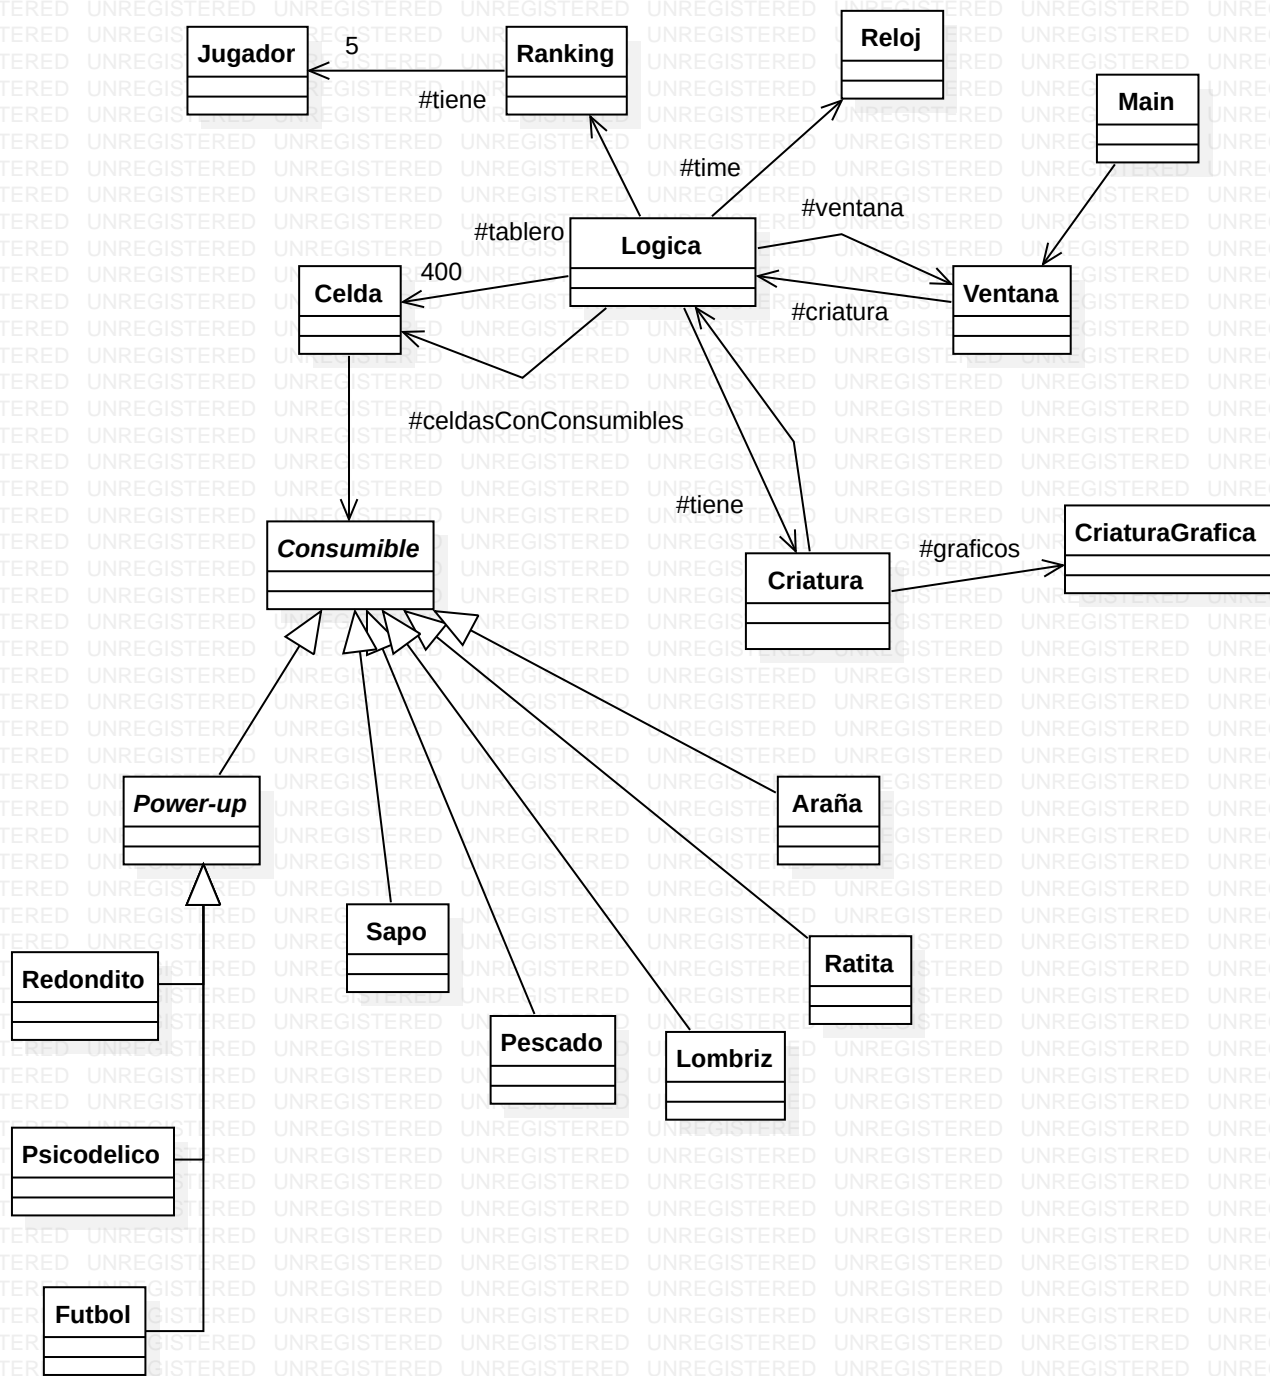 Reloj
Jugador
5
Ranking
#tiene
Main
#time
#ventana
#tablero
Logica
400
Celda
Ventana
#criatura
#celdasConConsumibles
#tiene
Consumible
#graficos
CriaturaGrafica
Criatura
Power-up
Araña
Sapo
Ratita
Redondito
Pescado
Lombriz
Psicodelico
Futbol
UNREGISTERED